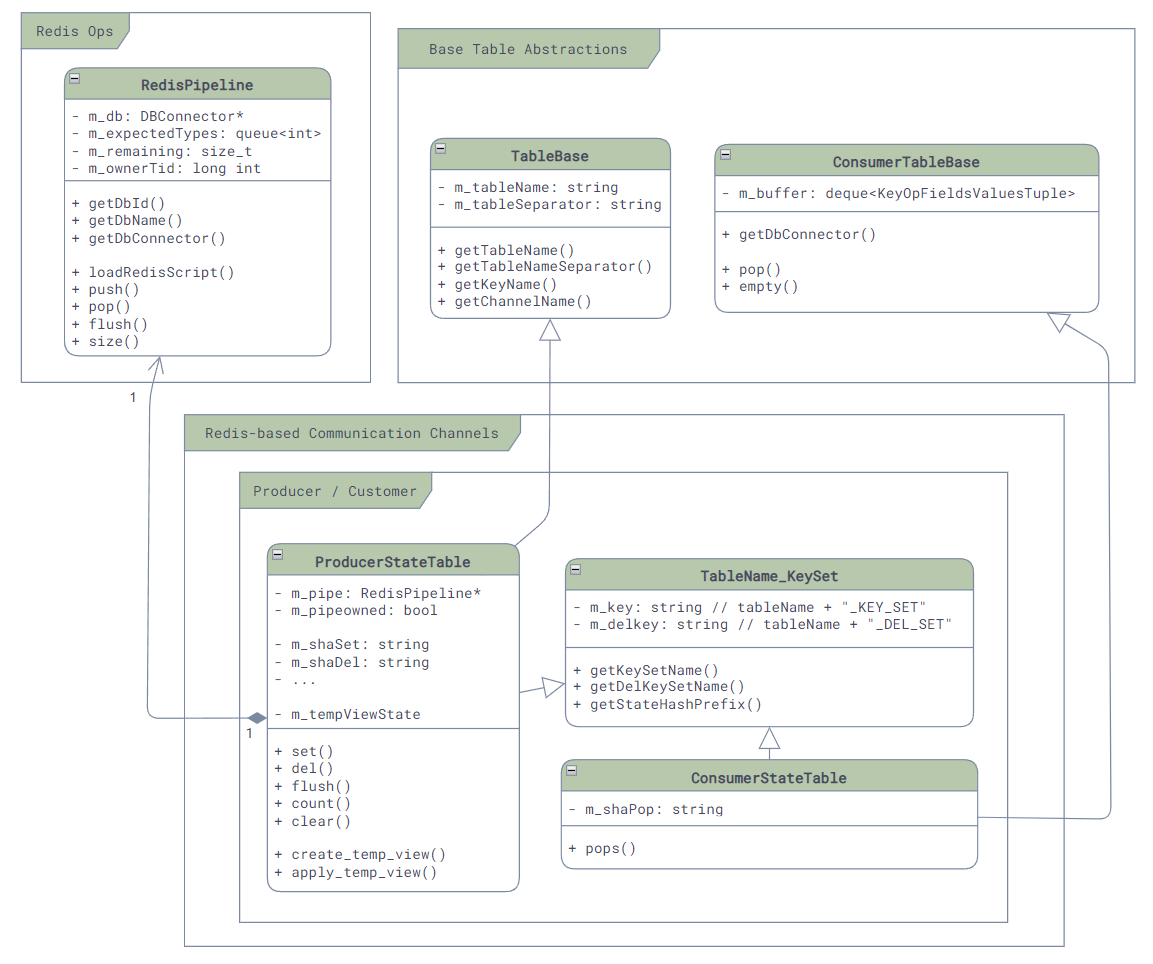 Redis Ops
RedisPipeline
- m_db: DBConnector*
- m_expectedTypes: queue<int>
- m_remaining: size_t
- m_ownerTid: long int
+ getDbId()
+ getDbName()
+ getDbConnector()
+ loadRedisScript()
+ push()
+ pop()
+ flush()
+ size()
1
Base Table Abstractions
TableBase
- m_tableName: string
- m_tableSeparator: string
+ getTableName()
+ getTableNameSeparator()
+ getKeyName()
+ getChannelName()
ConsumerTableBase
- m_buffer: deque<KeyOpFieldsValuesTuple>
+ getDbConnector()
+ pop()
+ empty()
Redis-based Communication Channels
Producer / Customer
ProducerStateTable
- m_pipe: RedisPipeline*
- m_pipeowned: bool
- m_shaSet: string
- m_shaDel: string
- ...
- m_tempViewState
1
+ set()
+ del()
+ flush()
+ count()
+ clear()
+ create_temp_view()
+ apply_temp_view()
TableName_KeySet
- m_key: string // tableName + "_KEY_SET"
- m_delkey: string // tableName + "_DEL_SET"
+ getKeySetName()
+ getDelKeySetName()
+ getStateHashPrefix()
ConsumerStateTable
- m_shaPop: string
+ pops()